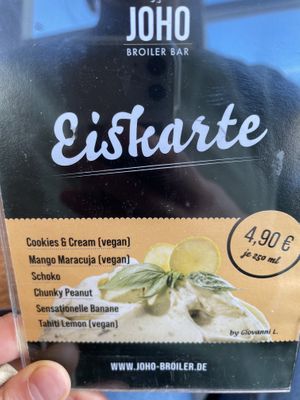 JOHO
BROILER BAR
Eiskarte
Cookies & Cream (vegan)
Mango Maracuja (vegan)
Schoko
Chunky Peanut
Sensationelle Banane
Tahiti Lemon (vegan)
4,90 €
je 250 ml
by Giovanni L.
WWW.JOHO-BROILER.DE